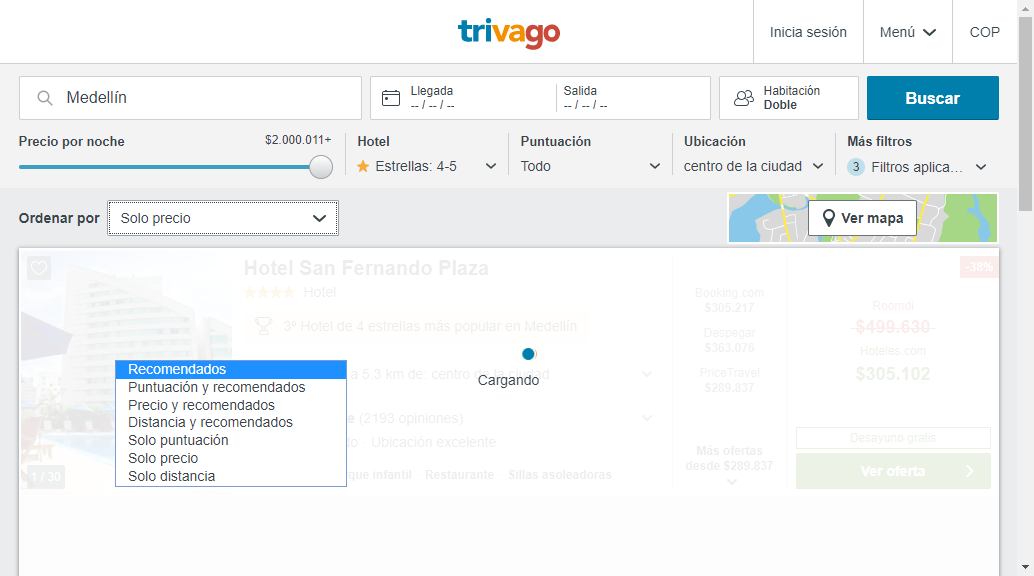 trivago
Inicia sesión
Menú
COP
Medellín
Llegada
-- / -- / --
Salida
-- / -- / --
Habitación
Doble
Buscar
Precio por noche
$2.000.011+
Hotel
Estrellas: 4-5
Puntuación
Todo
Ubicación
centro de la ciudad
Más filtros
3 Filtros aplica...
Ordenar por
Solo precio
Ver mapa
Hotel San Fernando Plaza
Hotel
3º Hotel de 4 estrellas más popular en Medellín
a 5.3 km de: centro de la ciudad
Cargando
(2193 opiniones)
Ubicación excelente
infantil
Restaurante
Sillas asoleadoras
1 / 30
Recomendados
Puntuación y recomendados
Precio y recomendados
Distancia y recomendados
Solo puntuación
Solo precio
Solo distancia
Booking.com
$305.217
Despegar
$363.076
PriceTravel
$289.837
Más ofertas
desde $289.837
-38%
Roomdi
$499,630
Hoteles.com
$305.102
Desayuno gratis
Ver oferta